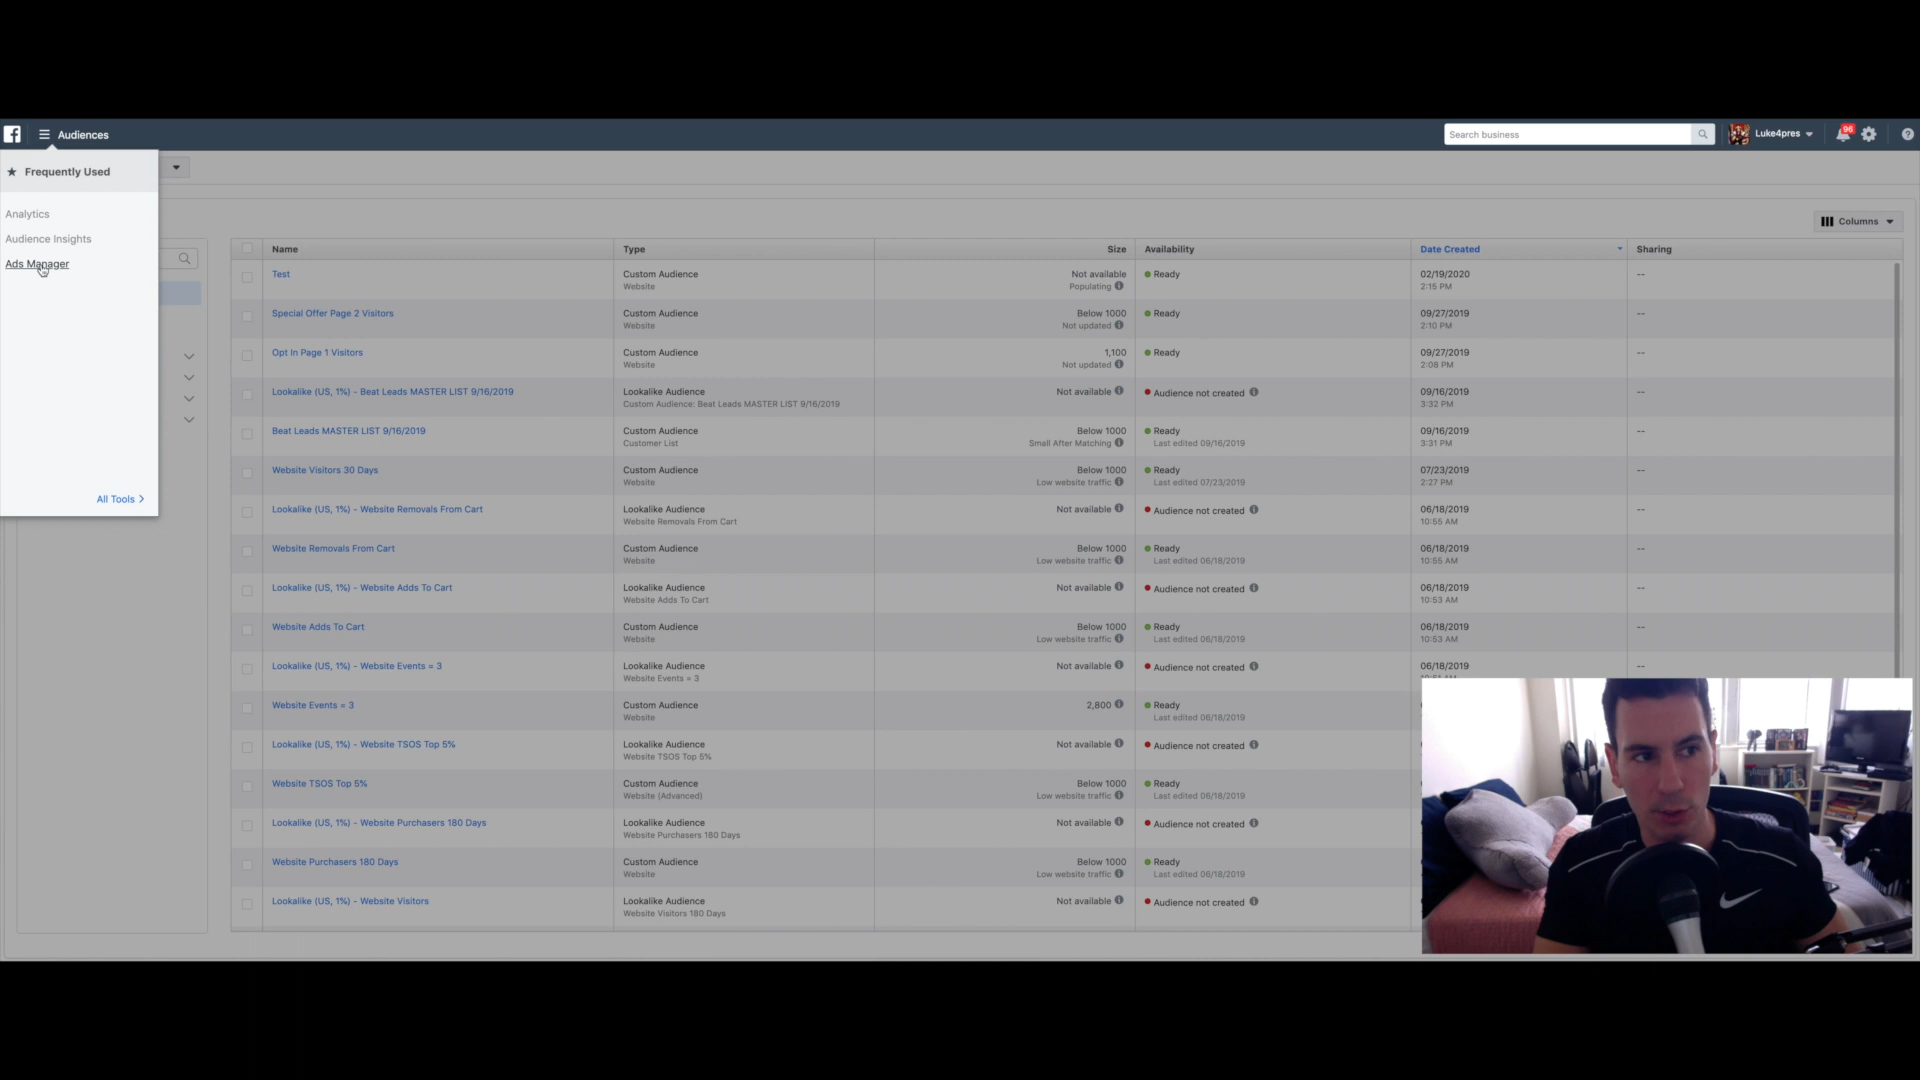 Audiences
Search business
Luke4pres
96
Frequently Used
Analytics
Audience Insights
Ads Manager
All Tools
Columns
Name Type Size Availability Date Created Sharing
Test Custom Audience Not available Ready 02/19/2020 --
Website Populating 2:15 PM
Special Offer Page 2 Visitors Custom Audience Below 1000 Ready 09/27/2019 --
Website Not updated 2:10 PM
Opt In Page 1 Visitors Custom Audience 1,100 Ready 09/27/2019 --
Website Not updated 2:08 PM
Lookalike (US, 1%) - Beat Leads MASTER LIST 9/16/2019 Lookalike Audience Not available Audience not created 09/16/2019 --
Custom Audience: Beat Leads MASTER LIST 9/16/2019 3:32 PM
Beat Leads MASTER LIST 9/16/2019 Custom Audience Below 1000 Ready 09/16/2019 --
Customer List Small After Matching Last edited 09/16/2019 3:31 PM
Website Visitors 30 Days Custom Audience Below 1000 Ready 07/23/2019 --
Website Low website traffic Last edited 07/23/2019 2:27 PM
Lookalike (US, 1%) - Website Removals From Cart Lookalike Audience Not available Audience not created 06/18/2019 --
Website Removals From Cart 10:55 AM
Website Removals From Cart Custom Audience Below 1000 Ready 06/18/2019 --
Website Low website traffic Last edited 06/18/2019 10:55 AM
Lookalike (US, 1%) - Website Adds To Cart Lookalike Audience Not available Audience not created 06/18/2019 --
Website Adds To Cart 10:53 AM
Website Adds To Cart Custom Audience Below 1000 Ready 06/18/2019 --
Website Low website traffic Last edited 06/18/2019 10:53 AM
Lookalike (US, 1%) - Website Events = 3 Lookalike Audience Not available Audience not created 06/18/2019 --
Website Events = 3
Website Events = 3 Custom Audience 2,800 Ready
Website Last edited 06/18/2019
Lookalike (US, 1%) - Website TSOS Top 5% Lookalike Audience Not available Audience not created
Website TSOS Top 5%
Website TSOS Top 5% Custom Audience Below 1000 Ready
Website (Advanced) Low website traffic Last edited 06/18/2019
Lookalike (US, 1%) - Website Purchasers 180 Days Lookalike Audience Not available Audience not created
Website Purchasers 180 Days
Website Purchasers 180 Days Custom Audience Below 1000 Ready
Website Low website traffic Last edited 06/18/2019
Lookalike (US, 1%) - Website Visitors Lookalike Audience Not available Audience not created
Website Visitors 180 Days